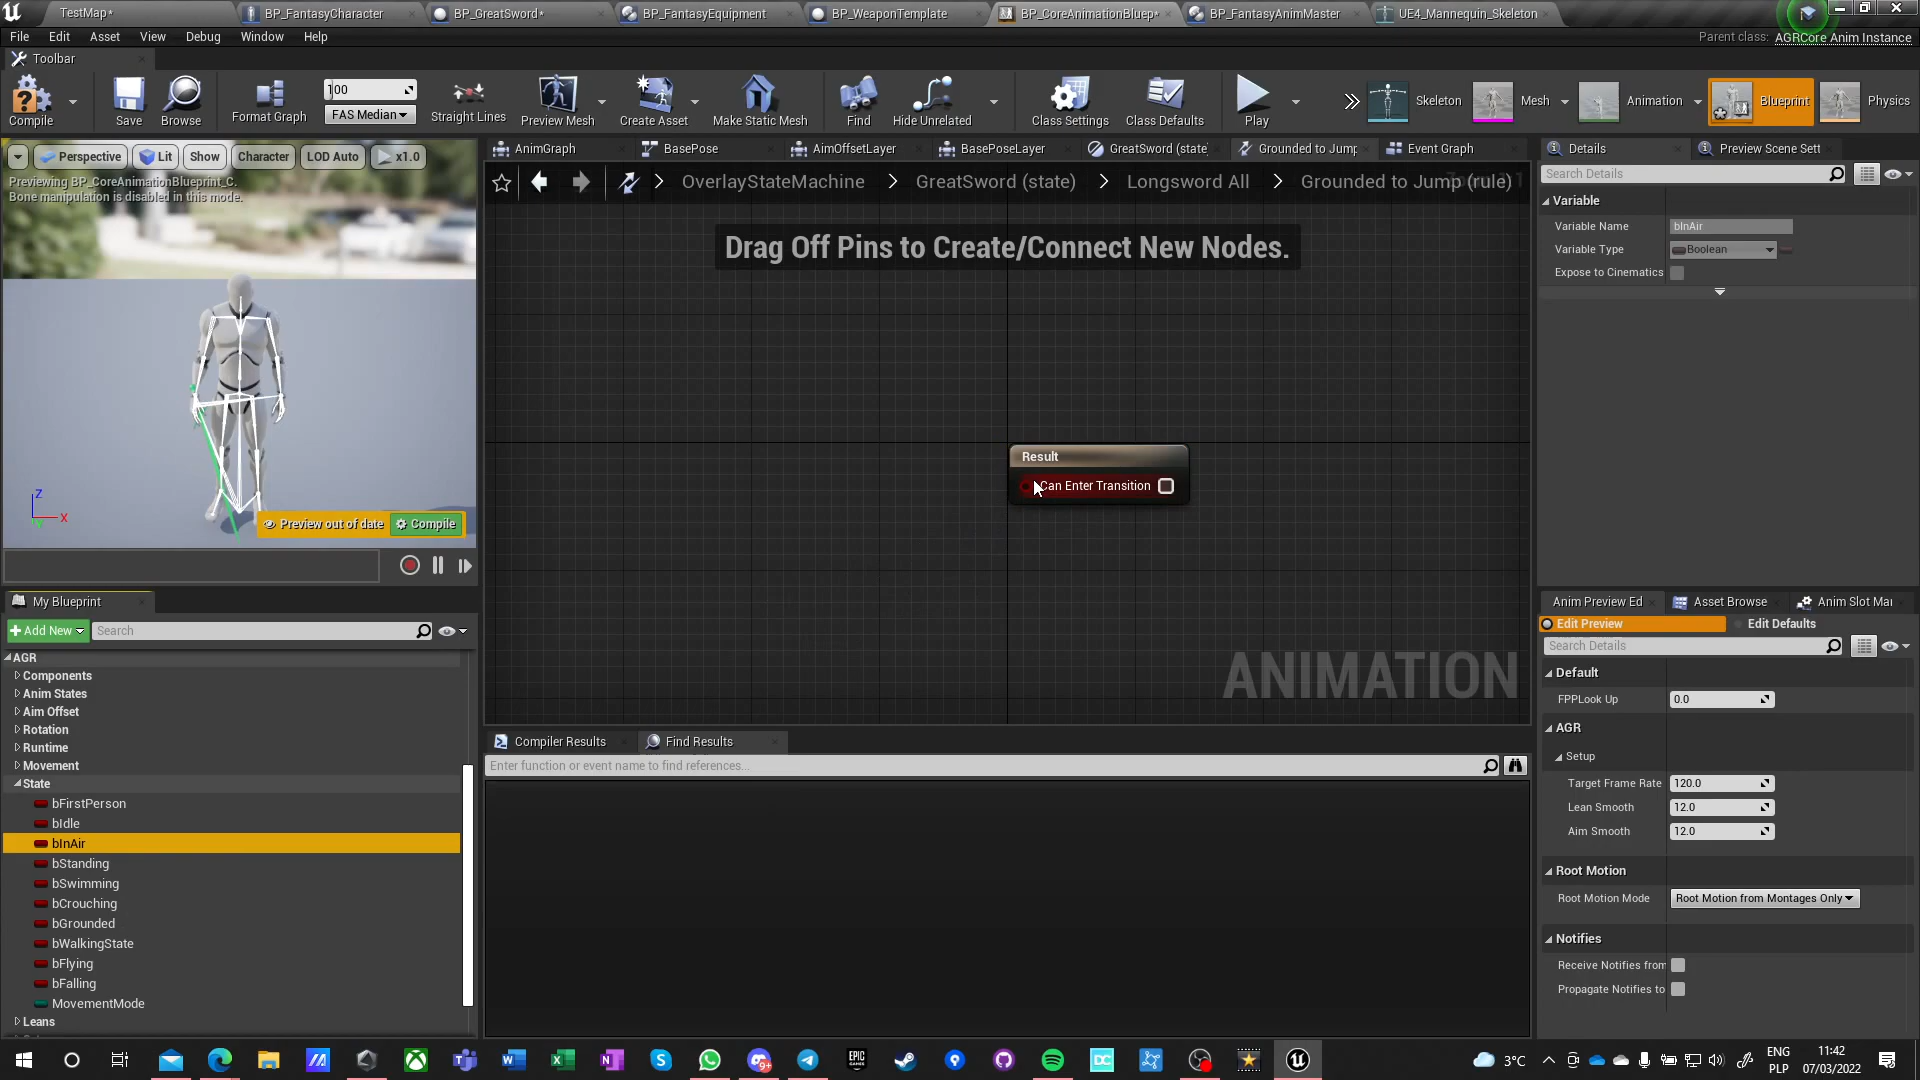 TestMap*
BP_FantasyCharacter
BP_GreatSword*
BP_FantasyEquipment
BP_WeaponTemplate
BP_CoreAnimationBluep*
BP_FantasyAnimMaster
UE4_Mannequin_Skeleton
File Edit Asset View Debug Window Help
Parent class: AGRCore Anim Instance
Toolbar
100
FAS Median
Compile
Save
Browse
Format Graph
Straight Lines
Preview Mesh
Create Asset
Make Static Mesh
Find
Hide Unrelated
Class Settings
Class Defaults
Play
Skeleton
Mesh
Animation
Blueprint
Physics
Perspective
Lit
Show
Character
LOD Auto
x1.0
Previewing BP_CoreAnimationBlueprint_C.
Bone manipulation is disabled in this mode.
Z
X
Preview out of date
Compile
AnimGraph
BasePose
AimOffsetLayer
BasePoseLayer
GreatSword (state)
Grounded to Jump
Event Graph
OverlayStateMachine > GreatSword (state) > Longsword All > Grounded to Jump (rule)
Drag Off Pins to Create/Connect New Nodes.
Result
Can Enter Transition
ANIMATION
Compiler Results
Find Results
Enter function or event name to find references...
My Blueprint
Add New
Search
AGR
Components
Anim States
Aim Offset
Rotation
Runtime
Movement
State
bFirstPerson
bIdle
bInAir
bStanding
bSwimming
bCrouching
bGrounded
bWalkingState
bFlying
bFalling
MovementMode
Leans
Details
Preview Scene Sett
Search Details
Variable
Variable Name bInAir
Variable Type Boolean
Expose to Cinematics
Anim Preview Ed
Asset Browse
Anim Slot Mar
Edit Preview
Edit Defaults
Search Details
Default
FPPLook Up 0.0
AGR
Setup
Target Frame Rate 120.0
Lean Smooth 12.0
Aim Smooth 12.0
Root Motion
Root Motion Mode Root Motion from Montages Only
Notifies
Receive Notifies from
Propagate Notifies to
EPIC GAMES
DC
9+
3°C
ENG
PLP
11:42
07/03/2022